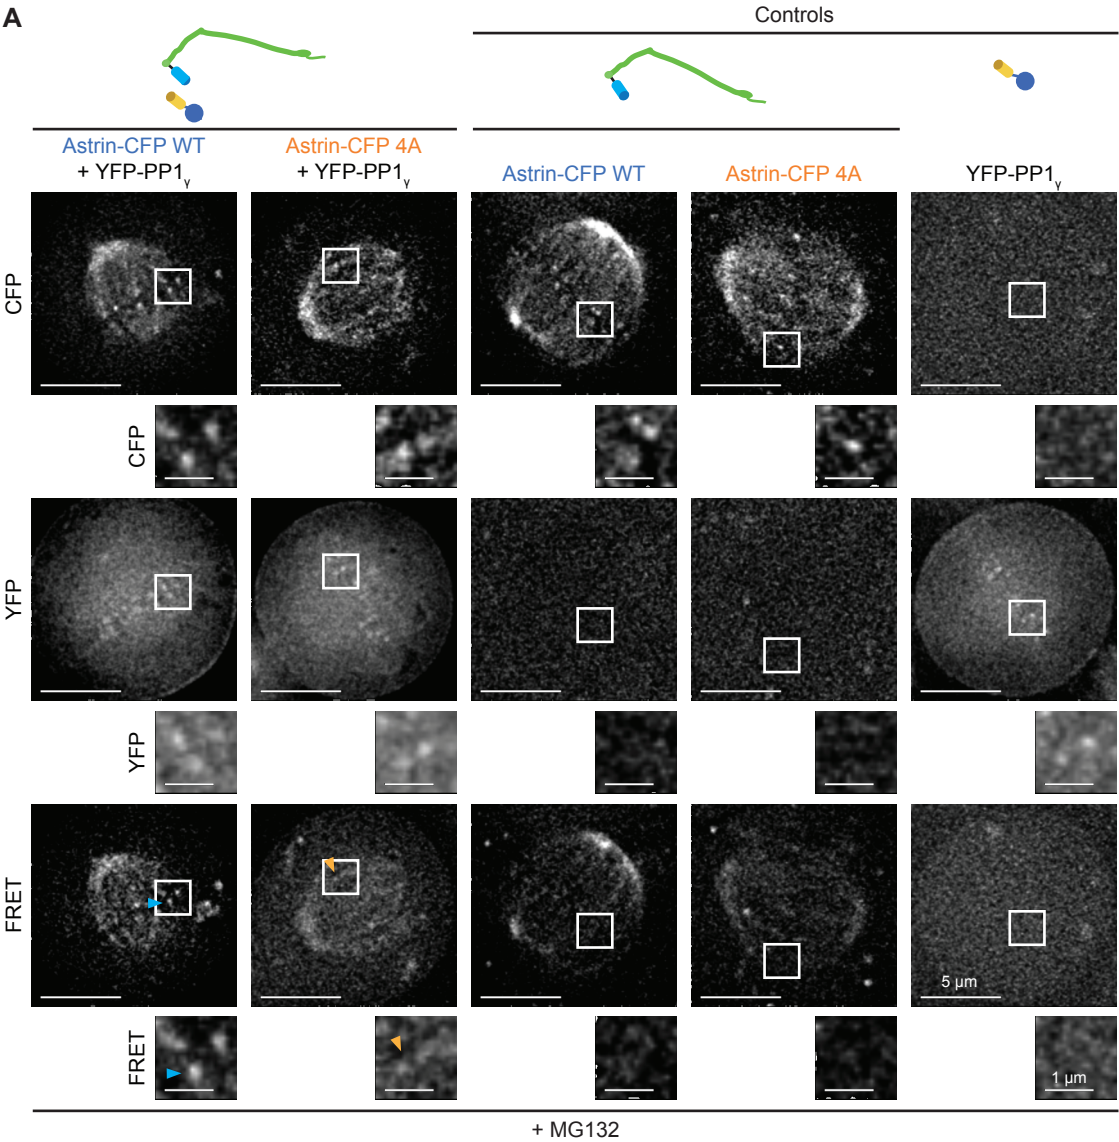 A
Controls
Astrin-CFP WT
+ YFP-PP1γ
Astrin-CFP 4A
+ YFP-PP1γ
Astrin-CFP WT
Astrin-CFP 4A
YFP-PP1γ
CFP
CFP
YFP
YFP
FRET
5 µm
FRET
1 µm
+ MG132